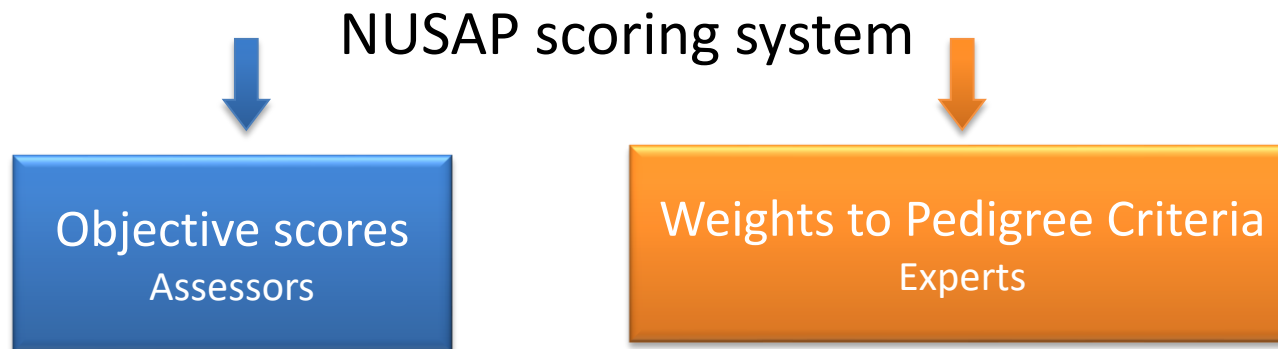 NUSAP scoring system
Objective scores
Assessors
Weights to Pedigree Criteria
Experts